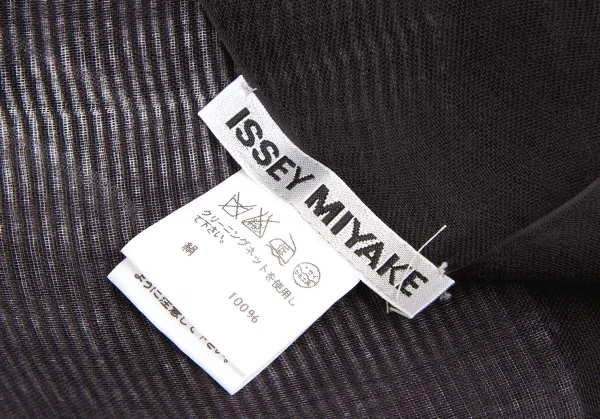 ISSEY MIYAKE
クリーニングネットを使用し
て下さい。
絹 100%
ように注意して下さい。